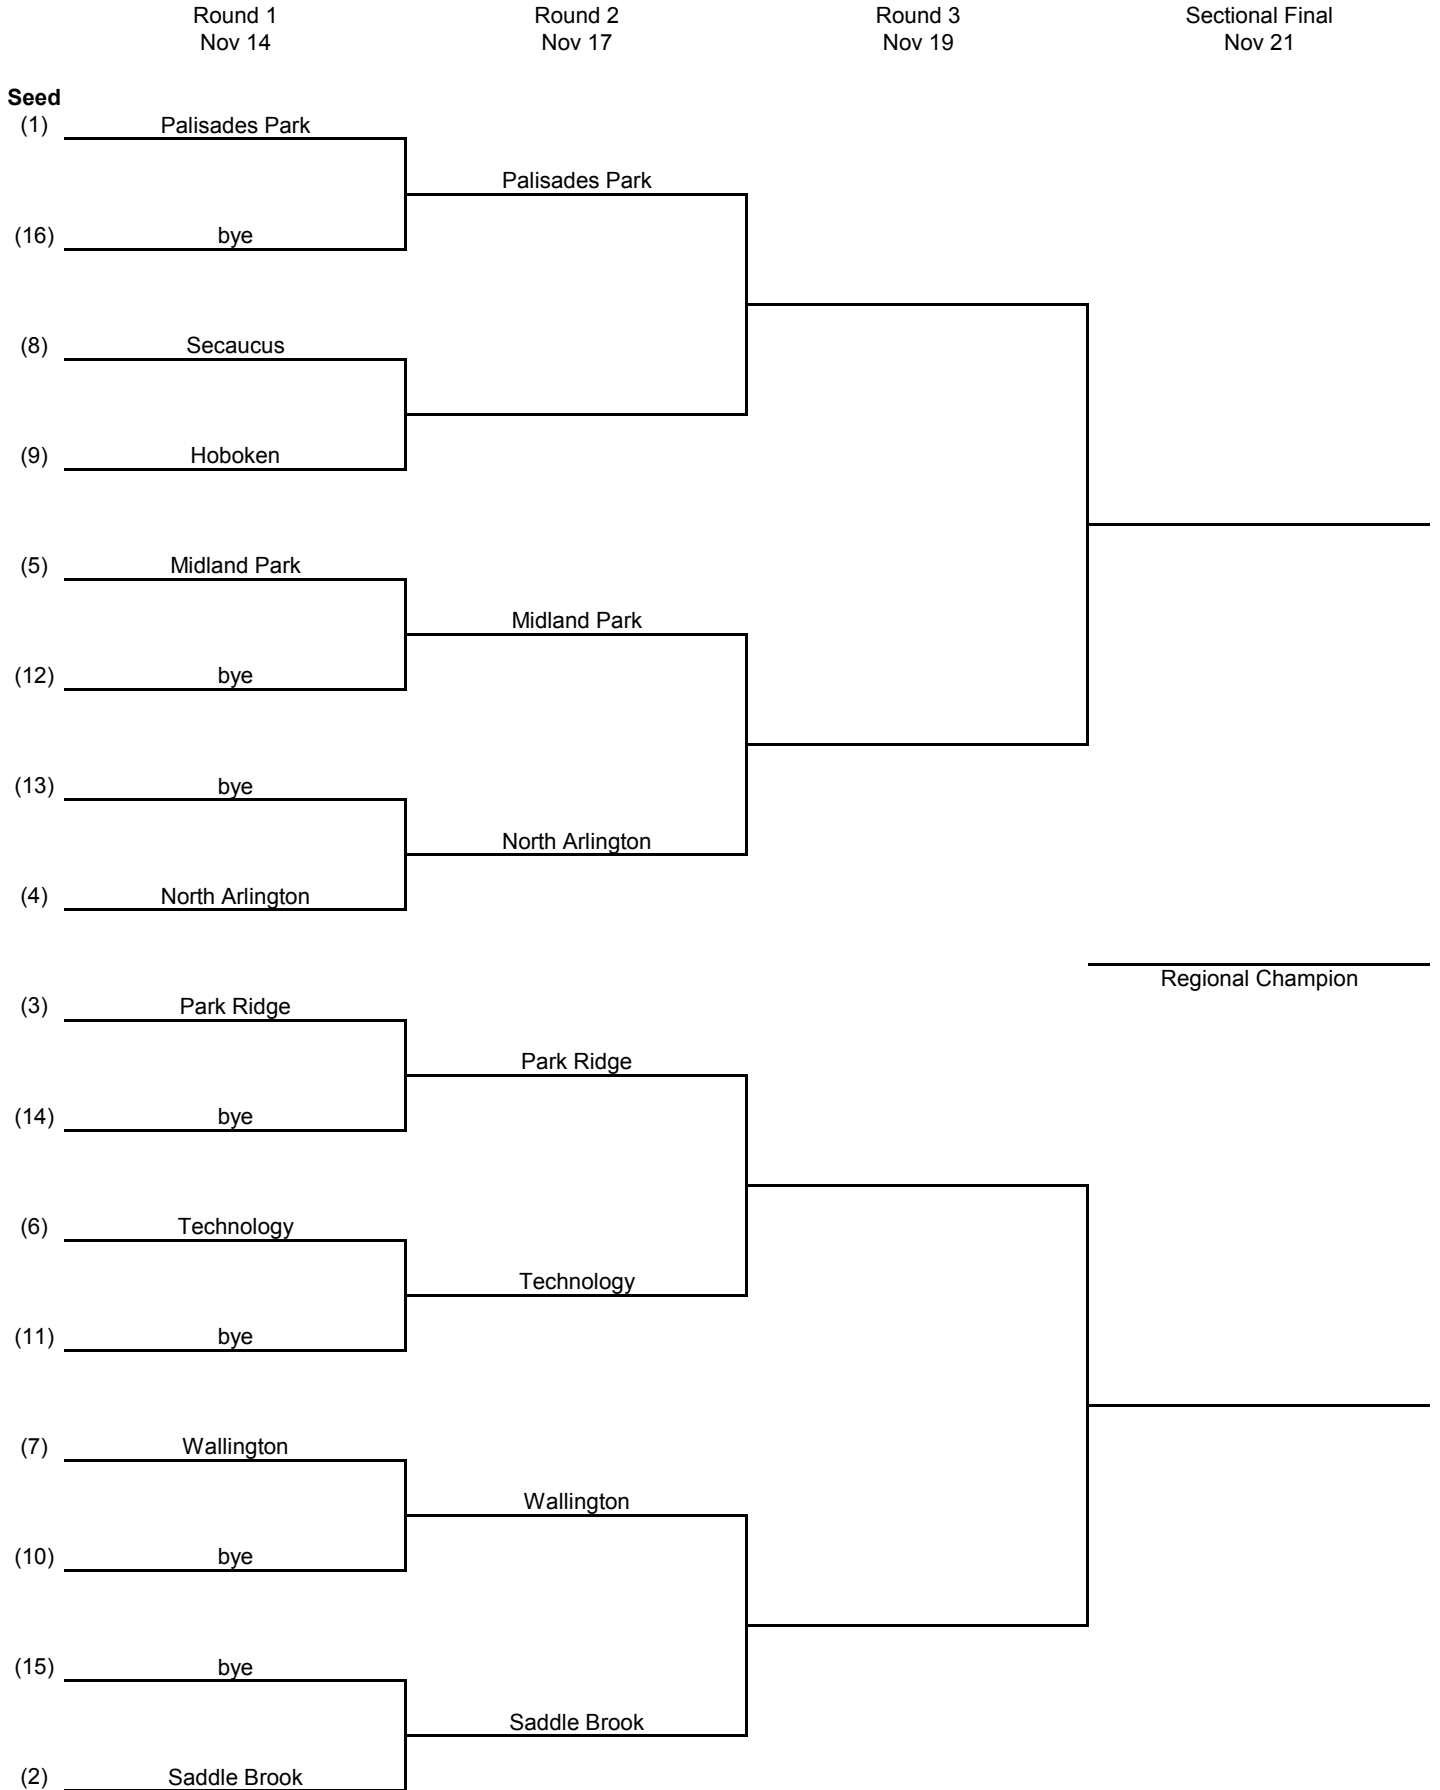 Round 1 Round 2 Round 3 Sectional Final
Nov 14 Nov 17 Nov 19 Nov 21
Seed
(1) Palisades Park
Palisades Park
(16) bye
(8) Secaucus
(9) Hoboken
(5) Midland Park
Midland Park
(12) bye
(13) bye
North Arlington
(4) North Arlington
Regional Champion
(3) Park Ridge
Park Ridge
(14) bye
(6) Technology
Technology
(11) bye
(7) Wallington
Wallington
(10) bye
(15) bye
Saddle Brook
(2) Saddle Brook